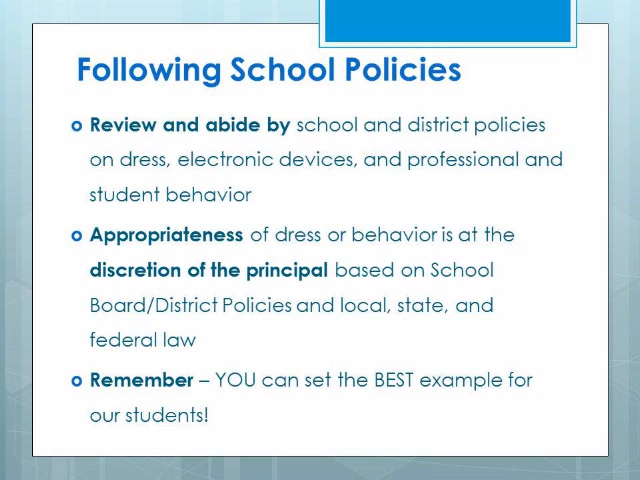 Following School Policies
Review and abide by school and district policies
on dress, electronic devices, and professional and
student behavior
Appropriateness of dress or behavior is at the
discretion of the principal based on School
Board/District Policies and local, state, and
federal law
Remember – YOU can set the BEST example for
our students!